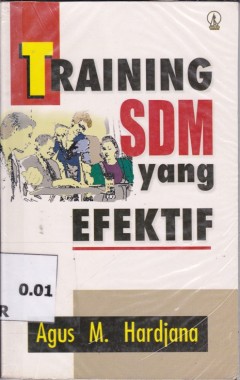 TRAINING
SDM
yang
EFEKTIF
0.01
R
Agus M. Hardjana